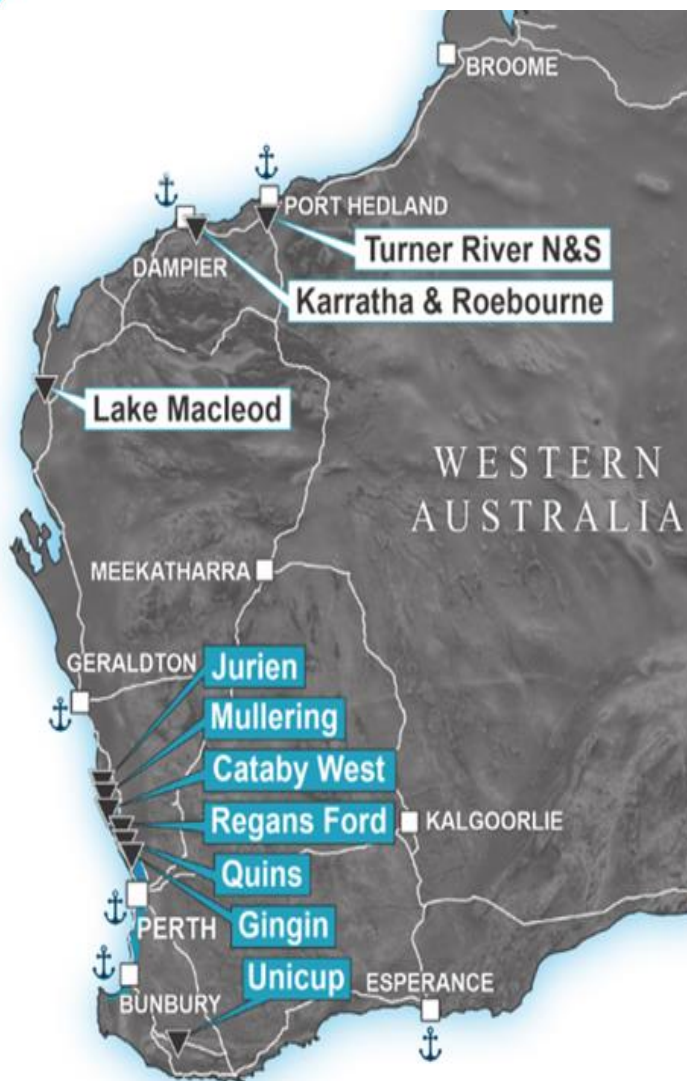 BROOME
PORT HEDLAND
Turner River N&S
DAMPIER
Karratha & Roebourne
Lake Macleod
WESTERN
AUSTRALIA
MEEKATHARRA
GERALDTON
Jurien
Mullering
Cataby West
Regans Ford
KALGOORLIE
Quins
Gingin
PERTH
Unicup
ESPERANCE
BUNBURY